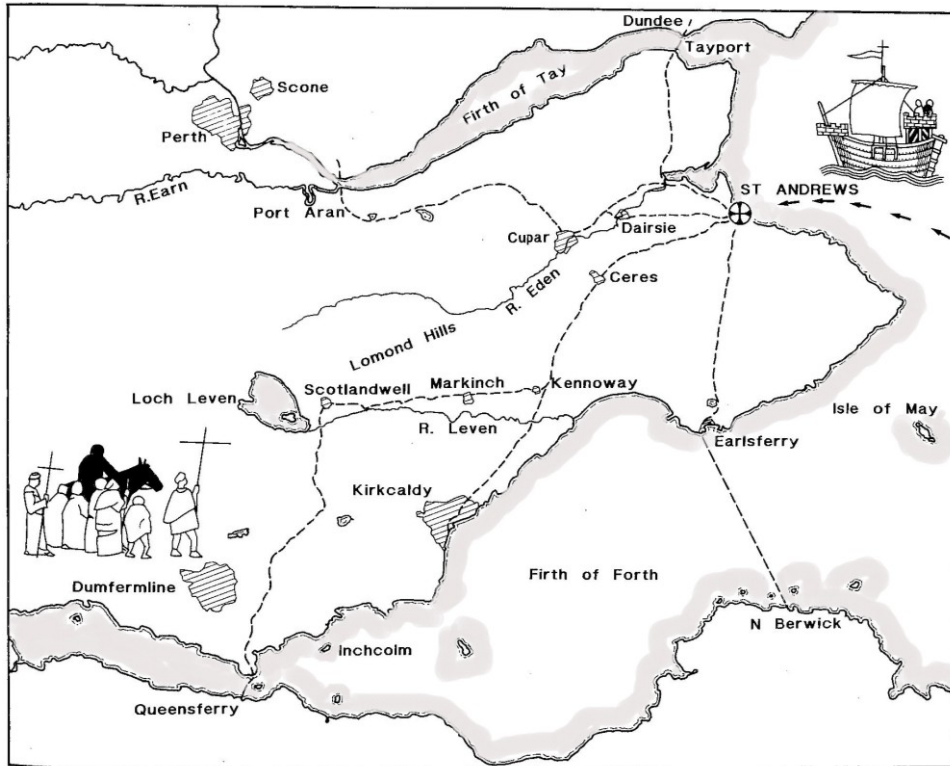 Dundee
Tayport
Scone
Firth of Tay
Perth
R.Earn
Port Aran
ST ANDREWS
Cupar
Dairsie
R. Eden
Ceres
Lomond Hills
Loch Leven
Scotlandwell
Markinch
Kennoway
R. Leven
Isle of May
Earlsferry
Kirkcaldy
Dumfermline
Firth of Forth
N Berwick
Inchcolm
Queensferry